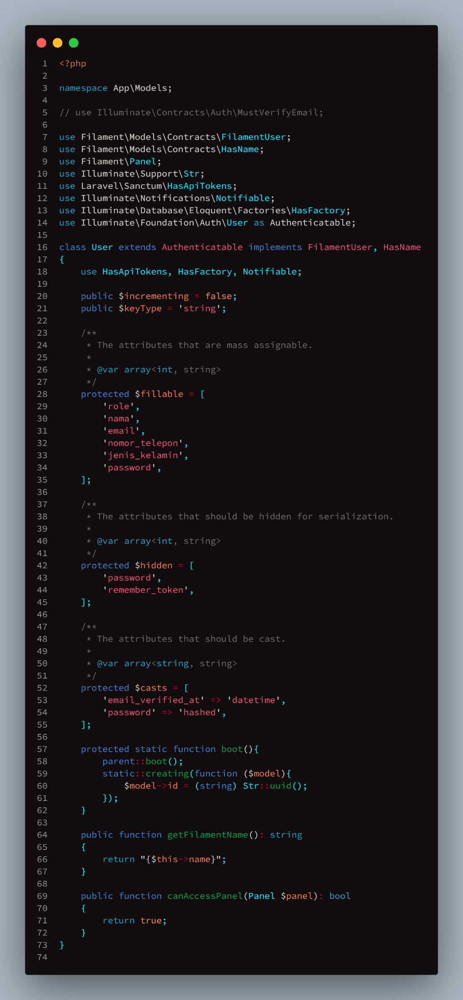 1 <?php
2
3 namespace App\Models;
4
5 // use Illuminate\Contracts\Auth\MustVerifyEmail;
6
7 use Filament\Models\Contracts\FilamentUser;
8 use Filament\Models\Contracts\HasName;
9 use Filament\Panel;
10 use Illuminate\Support\Str;
11 use Laravel\Sanctum\HasApiTokens;
12 use Illuminate\Notifications\Notifiable;
13 use Illuminate\Database\Eloquent\Factories\HasFactory;
14 use Illuminate\Foundation\Auth\User as Authenticatable;
15
16 class User extends Authenticatable implements FilamentUser, HasName
17 {
18     use HasApiTokens, HasFactory, Notifiable;
19
20     public $incrementing = false;
21     public $keyType = 'string';
22
23     /**
24      * The attributes that are mass assignable.
25      *
26      * @var array<int, string>
27      */
28     protected $fillable = [
29         'role',
30         'nama',
31         'email',
32         'nomor_telepon',
33         'jenis_kelamin',
34         'password',
35     ];
36
37     /**
38      * The attributes that should be hidden for serialization.
39      *
40      * @var array<int, string>
41      */
42     protected $hidden = [
43         'password',
44         'remember_token',
45     ];
46
47     /**
48      * The attributes that should be cast.
49      *
50      * @var array<string, string>
51      */
52     protected $casts = [
53         'email_verified_at' => 'datetime',
54         'password' => 'hashed',
55     ];
56
57     protected static function boot(){
58         parent::boot();
59         static::creating(function ($model){
60             $model->id = (string) Str::uuid();
61         });
62     }
63
64     public function getFilamentName(): string
65     {
66         return "{$this->name}";
67     }
68
69     public function canAccessPanel(Panel $panel): bool
70     {
71         return true;
72     }
73 }
74